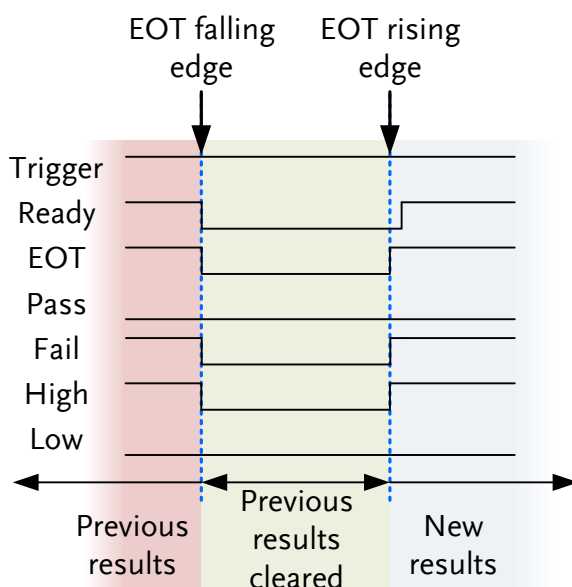 EOT falling
edge
EOT rising
edge
Trigger
Ready
EOT
Pass
Fail
High
Low
Previous
results
Previous
results
cleared
New
results